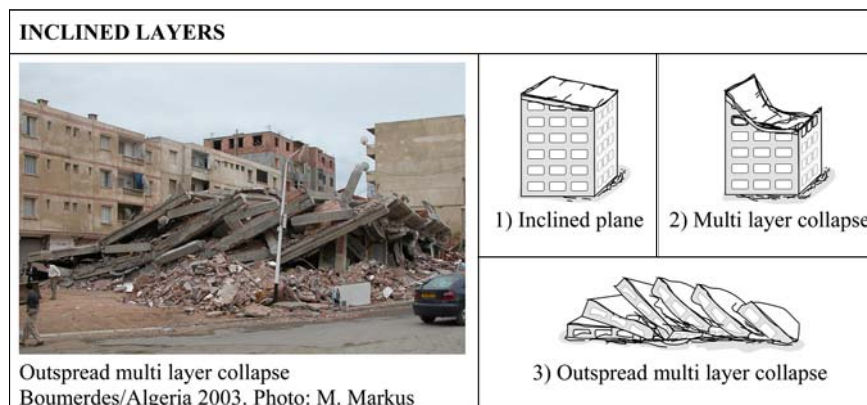 INCLINED LAYERS
1) Inclined plane
2) Multi layer collapse
Outspread multi layer collapse
Boumerdes/Algeria 2003. Photo: M. Markus
3) Outspread multi layer collapse